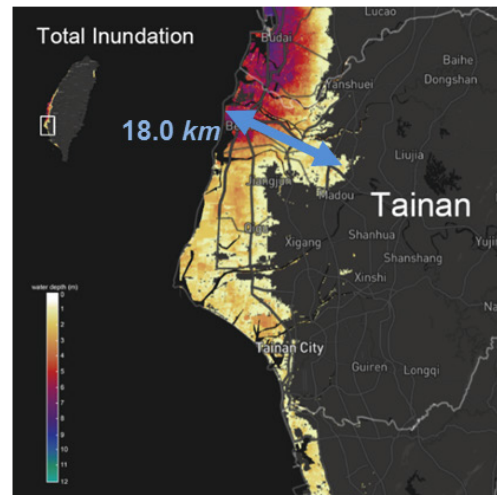 Total Inundation
Lucao
Budai
Baihe
Dongshan
Yanshuei
18.0 km
Liujia
Madou
Tainan
Xigang
Shanhua
Shanshang
Yuji
Xinshi
Na
water depth (m)
0
1
2
3
4
5
6
7
8
9
10
11
12
Tainan City
Guiren
Longqi